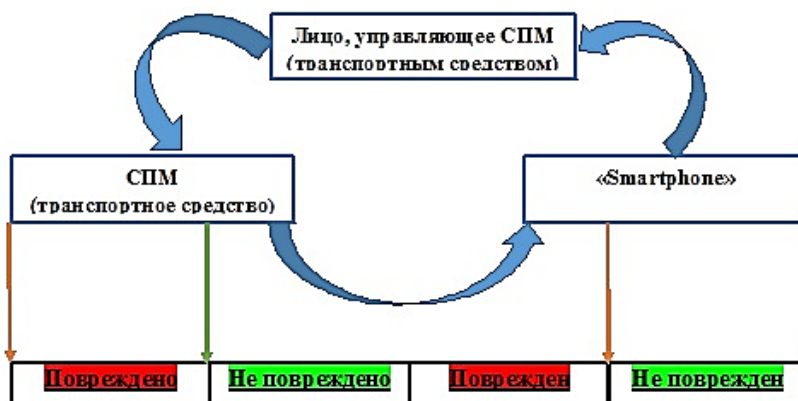 Лицо, управляющее СПМ
(транспортным средством)
СПМ
(транспортное средство)
«Smartphone»
Повреждено
Не повреждено
Поврежден
Не поврежден